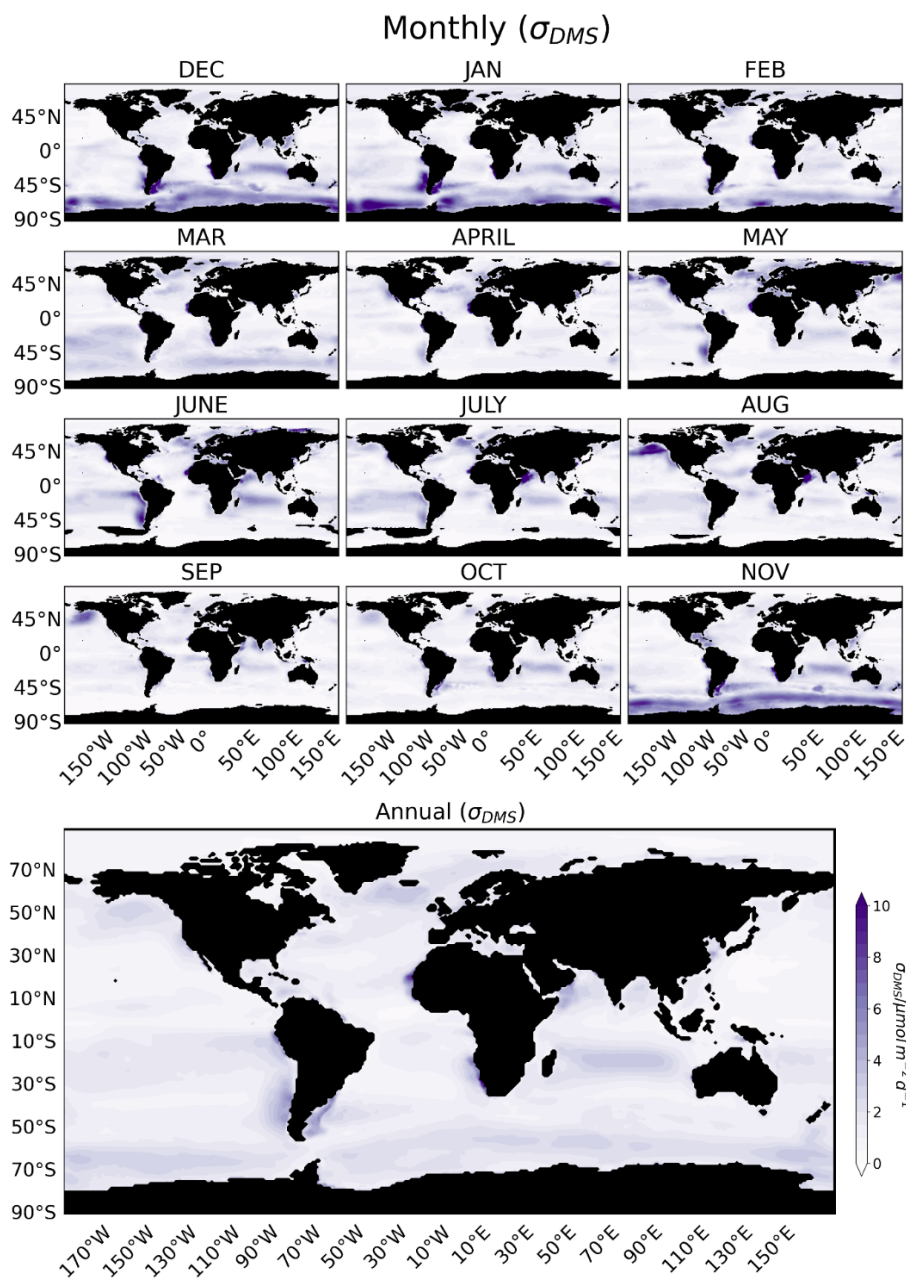 Monthly (σDMS)
DEC JAN FEB
45°N
0°
45°S
90°S
MAR APRIL MAY
45°N
0°
45°S
90°S
JUNE JULY AUG
45°N
0°
45°S
90°S
SEP OCT NOV
45°N
0°
45°S
90°S
150°W 100°W 50°W 0° 50°E 100°E 150°E 150°W 100°W 50°W 0° 50°E 100°E 150°E 150°W 100°W 50°W 0° 50°E 100°E 150°E
Annual (σDMS)
70°N
50°N
30°N
10°N
10°S
30°S
50°S
70°S
90°S
170°W 150°W 130°W 110°W 90°W 70°W 50°W 30°W 10°W 10°E 30°E 50°E 70°E 90°E 110°E 130°E 150°E
10
8
6
4
2
0
σDMS/μmol m⁻² d⁻¹